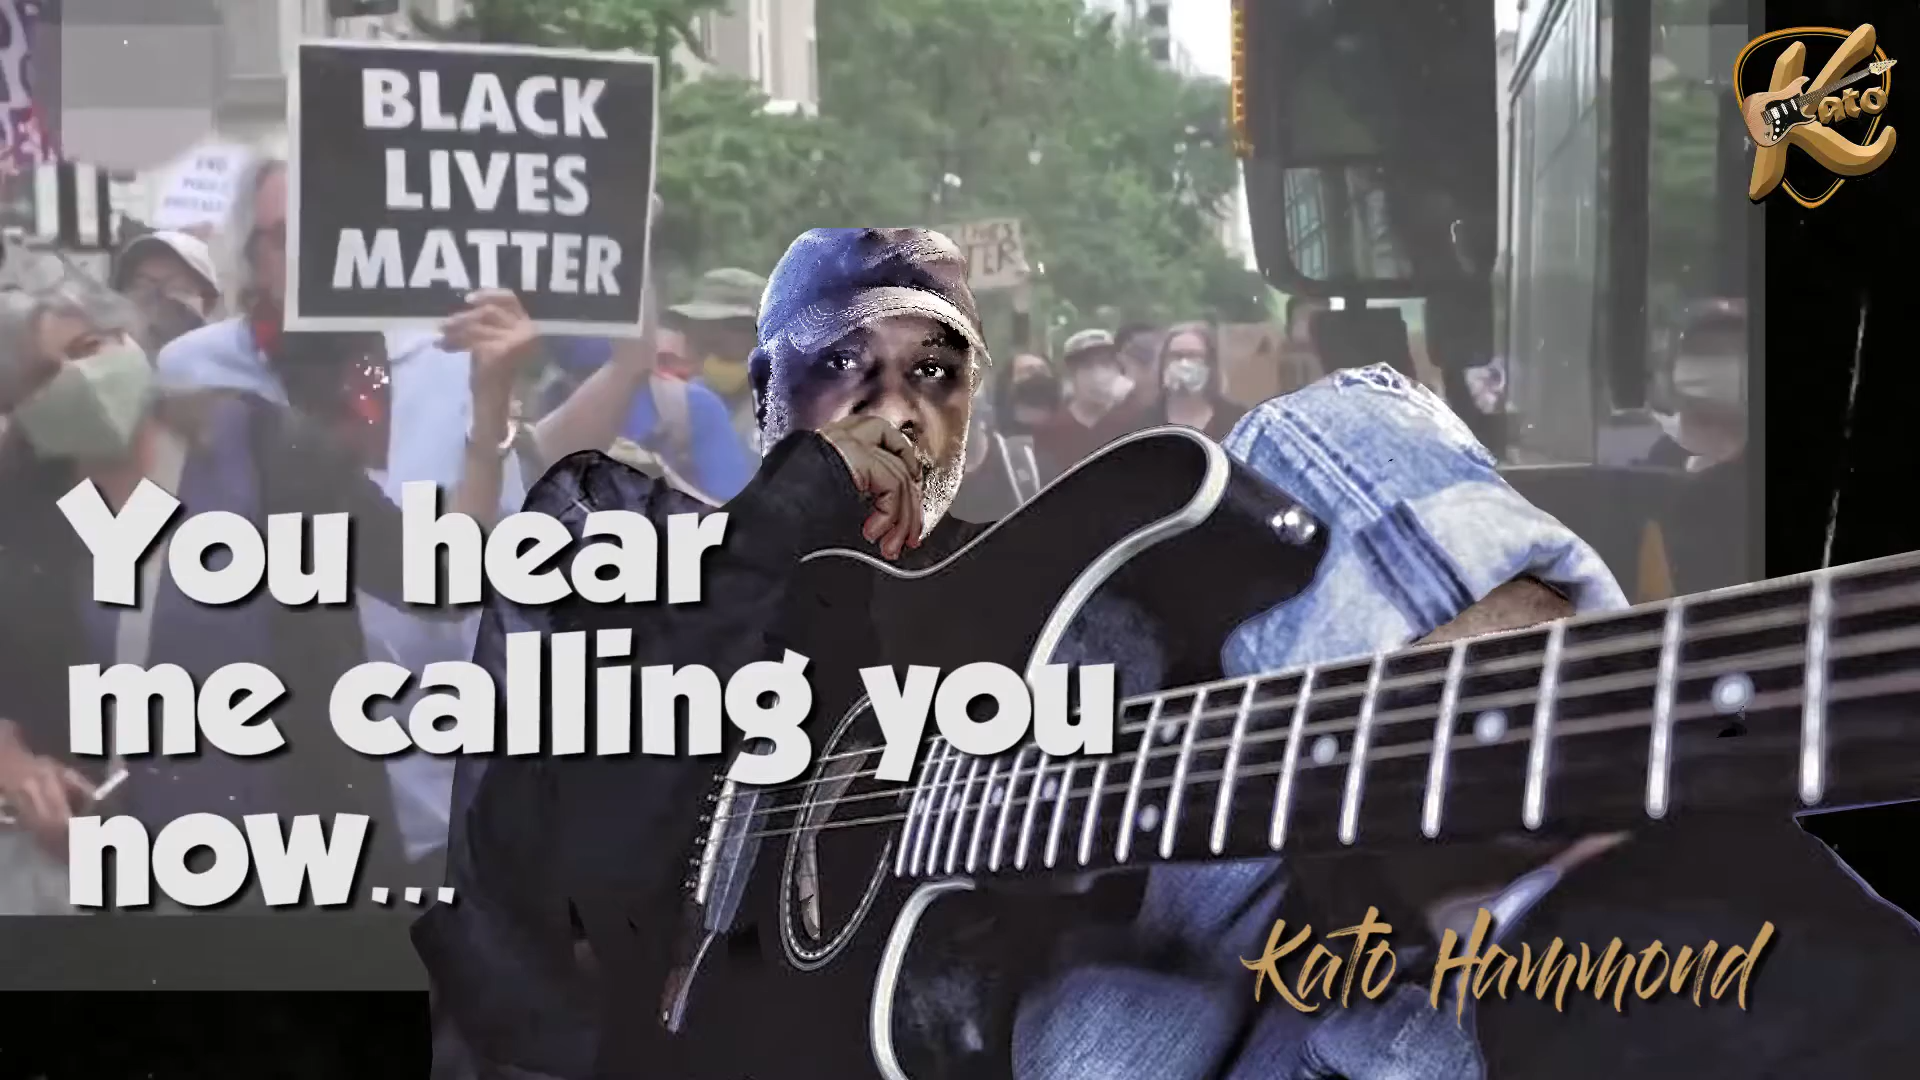 BLACK
LIVES
MATTER
Kato
You hear
me calling you
now...
Kato Hammond